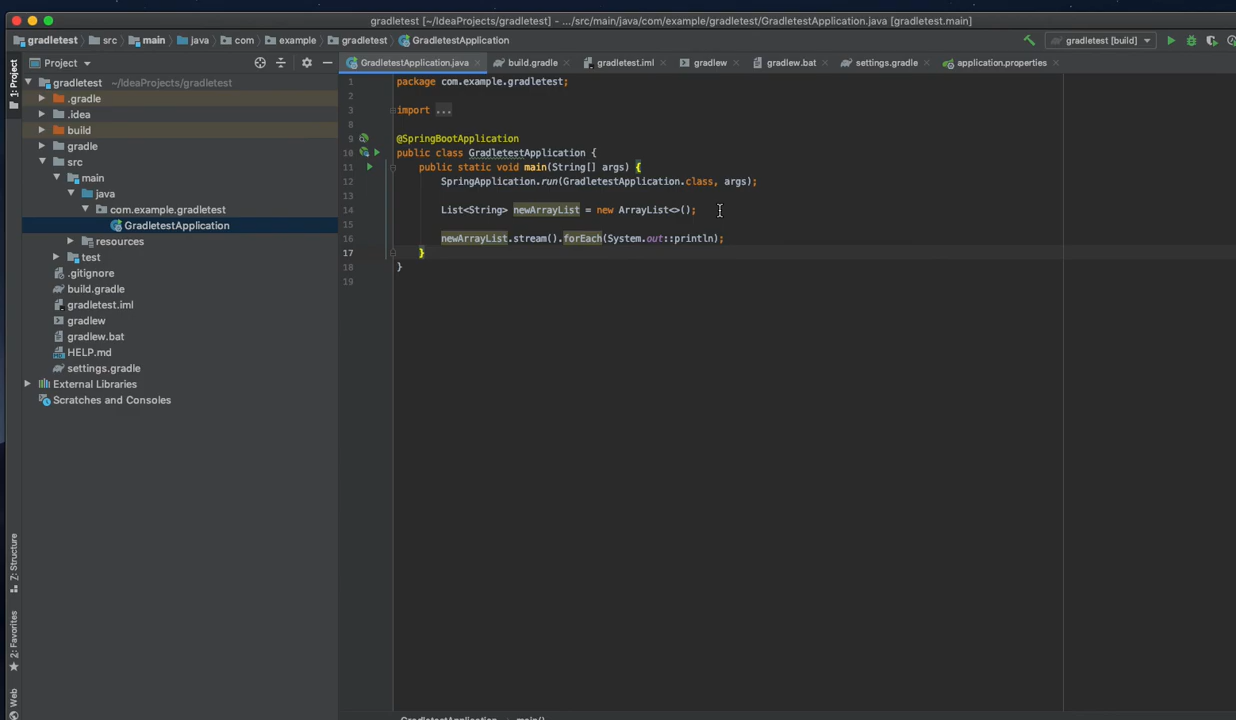 gradletest [~/IdeaProjects/gradletest] - .../src/main/java/com/example/gradletest/GradletestApplication.java [gradletest.main]
gradletest src main java com example gradletest GradletestApplication gradletest [build]
1: Project
Project
GradletestApplication.java build.gradle gradletest.iml gradlew gradlew.bat settings.gradle application.properties
gradletest ~/IdeaProjects/gradletest
.gradle
.idea
build
gradle
src
main
java
com.example.gradletest
GradletestApplication
resources
test
.gitignore
build.gradle
gradletest.iml
gradlew
gradlew.bat
HELP.md
settings.gradle
External Libraries
Scratches and Consoles
7: Structure
2: Favorites
Web
1 package com.example.gradletest;
2
3 import ...
8
9 @SpringBootApplication
10 public class GradletestApplication {
11 public static void main(String[] args) {
12 SpringApplication.run(GradletestApplication.class, args);
13
14 List<String> newArrayList = new ArrayList<>();
15
16 newArrayList.stream().forEach(System.out::println);
17 }
18 }
19
GradletestApplication main()